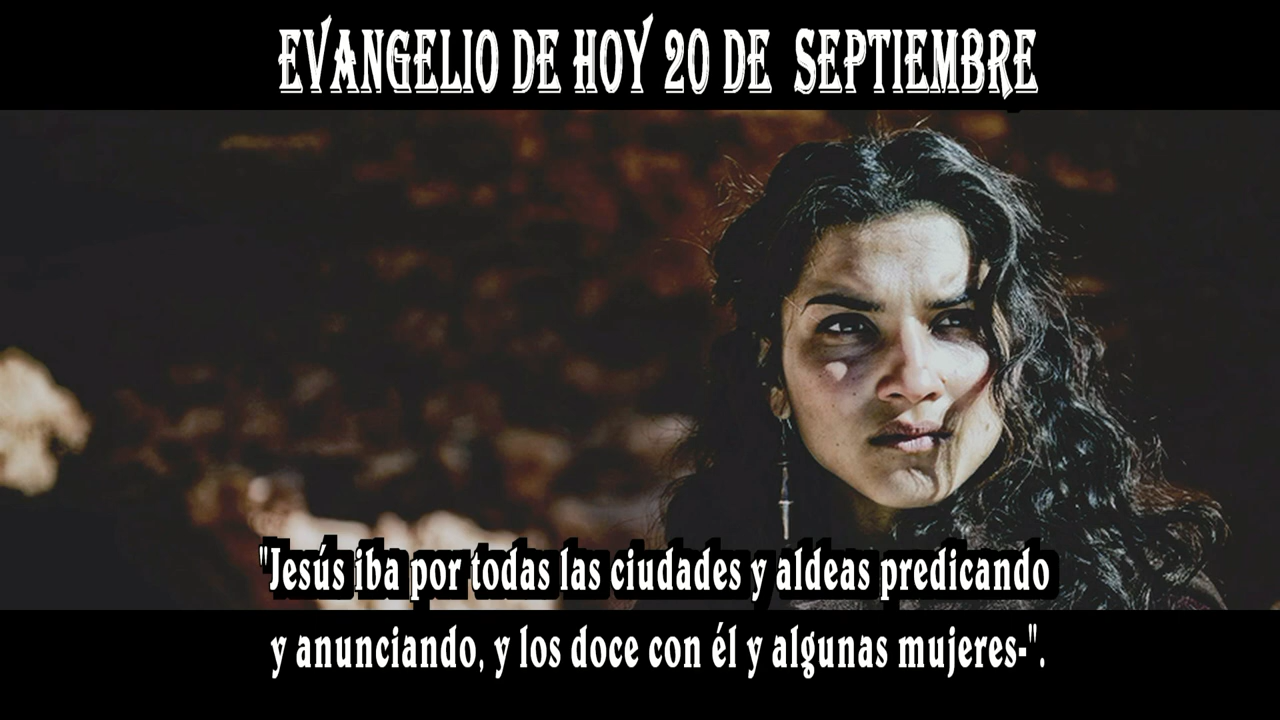 EVANGELIO DE HOY 20 DE SEPTIEMBRE
"Jesús iba por todas las ciudades y aldeas predicando
y anunciando, y los doce con él y algunas mujeres-".